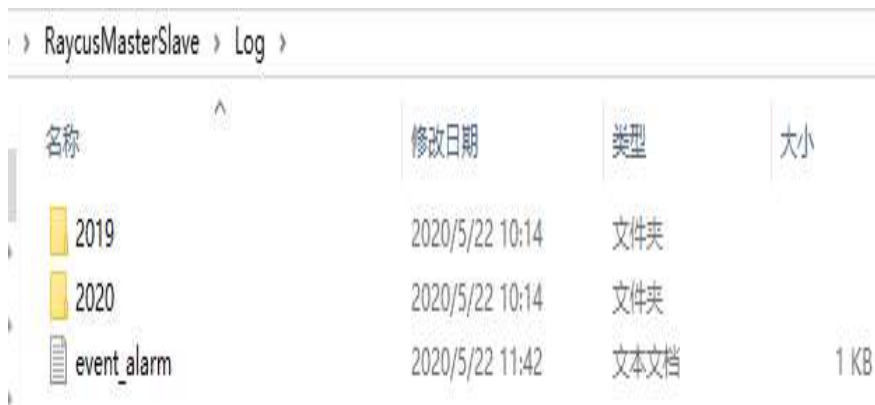 › RaycusMasterSlave › Log ›
名称 修改日期 类型 大小
2019 2020/5/22 10:14 文件夹
2020 2020/5/22 10:14 文件夹
event_alarm 2020/5/22 11:42 文本文档 1 KB